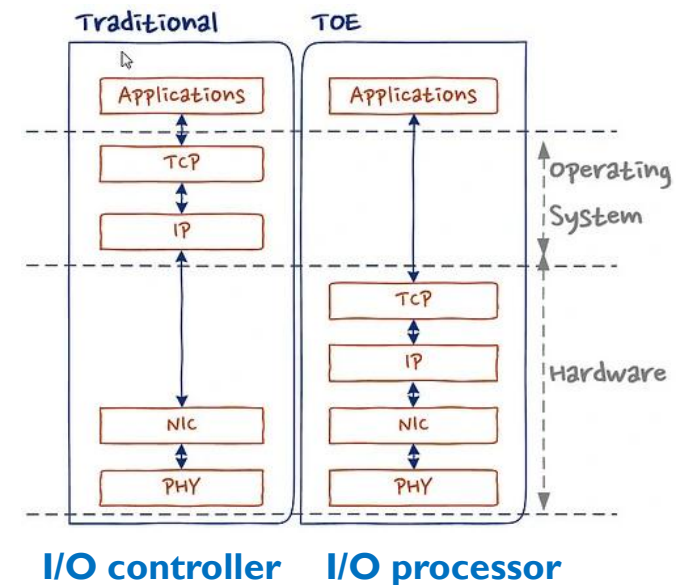 Traditional
TOE
Applications
Applications
TCP
IP
Operating
System
TCP
IP
Hardware
NIC
NIC
PHY
PHY
I/O controller
I/O processor